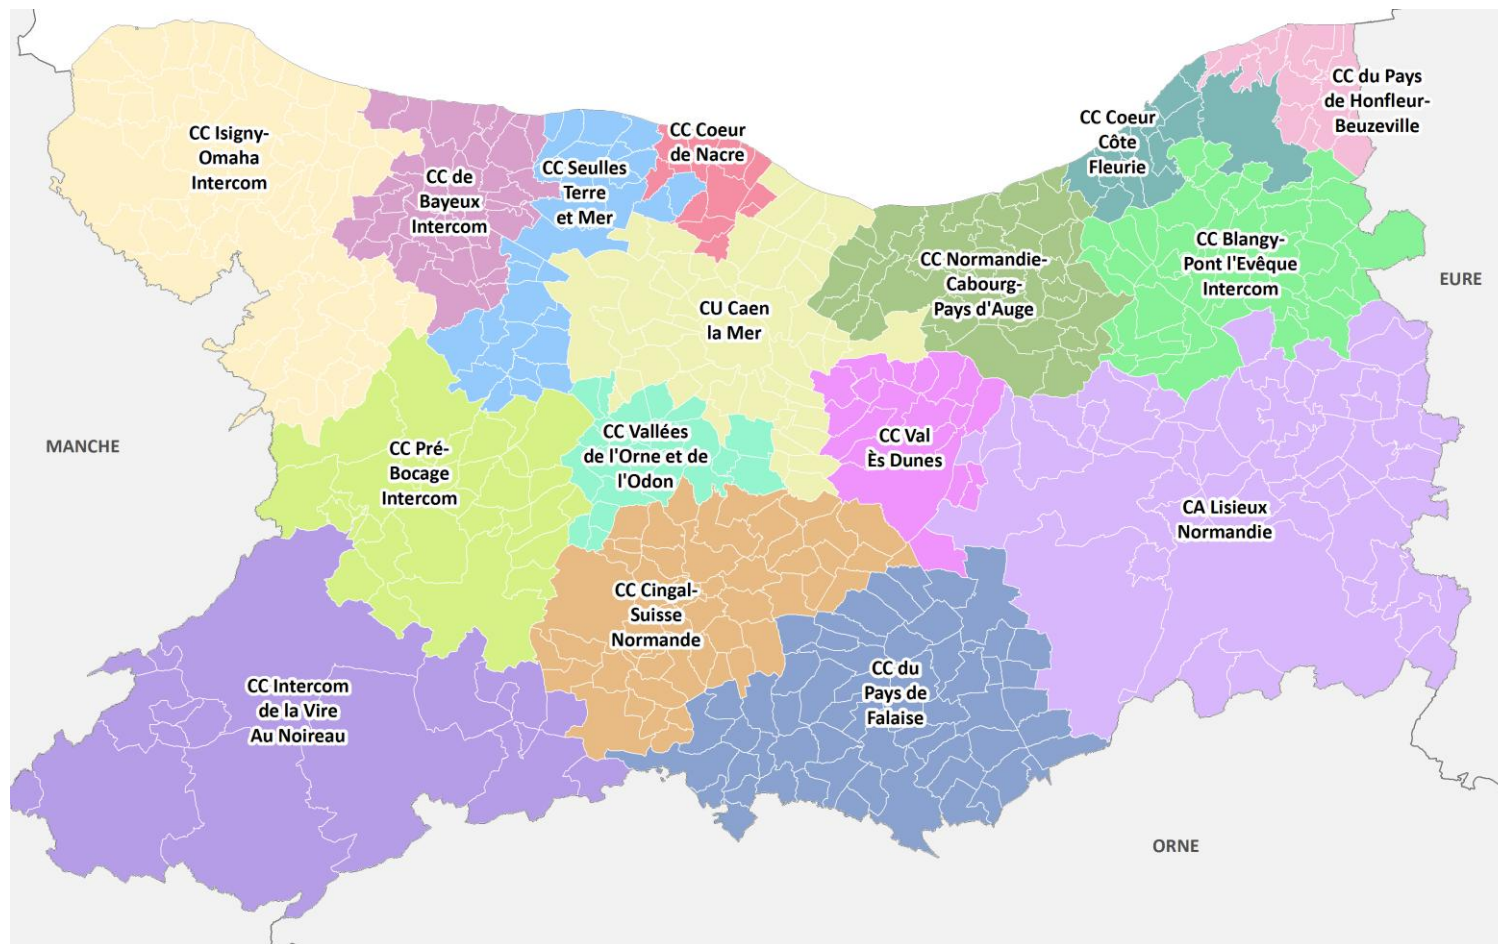 CC Isigny-
Omaha
Intercom
CC de
Bayeux
Intercom
CC Seulles
Terre
et Mer
CC Coeur
de Nacre
CC Coeur
Côte
Fleurie
CC du Pays
de Honfleur-
Beuzeville
CC Normandie-
Cabourg-
Pays d'Auge
CC Blangy-
Pont l'Evêque
Intercom
EURE
CU Caen
la Mer
MANCHE
CC Pré-
Bocage
Intercom
CC Vallées
de l'Orne et de
l'Odon
CC Val
Ès Dunes
CA Lisieux
Normandie
CC Cingal-
Suisse
Normande
CC Intercom
de la Vire
Au Noireau
CC du
Pays de
Falaise
ORNE